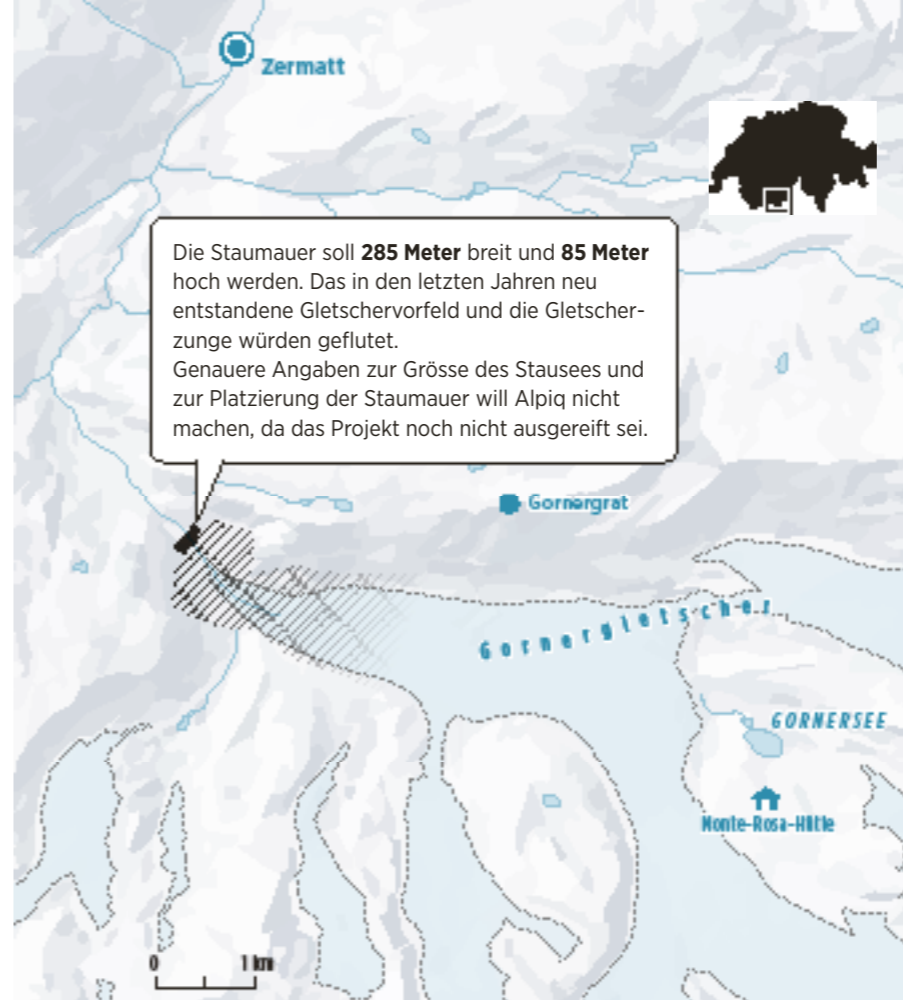 Zermatt
Die Staumauer soll 285 Meter breit und 85 Meter
hoch werden. Das in den letzten Jahren neu
entstandene Gletschervorfeld und die Gletscher-
zunge würden geflutet.
Genauere Angaben zur Grösse des Stausees und
zur Platzierung der Staumauer will Alpiq nicht
machen, da das Projekt noch nicht ausgereift sei.
Gornergrat
Gornergletscher
GORNERSEE
Monte-Rosa-Hütte
0 1 km